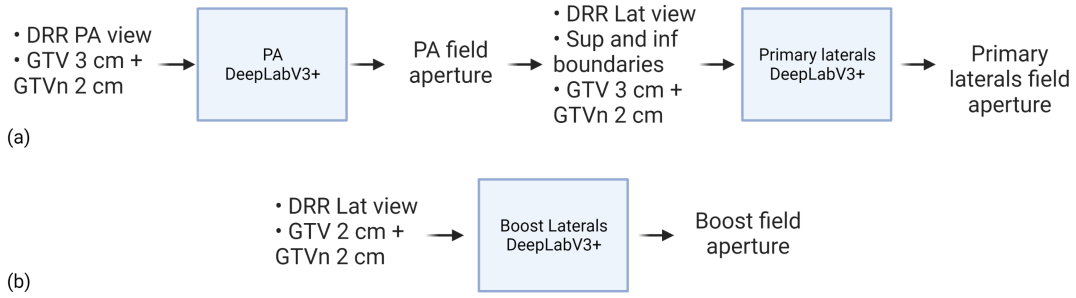 • DRR PA view
• GTV 3 cm +
GTVn 2 cm
PA
DeepLabV3+
PA field
aperture
• DRR Lat view
• Sup and inf
boundaries
• GTV 3 cm +
GTVn 2 cm
Primary laterals
DeepLabV3+
Primary
laterals field
aperture
(a)
• DRR Lat view
• GTV 2 cm +
GTVn 2 cm
Boost Laterals
DeepLabV3+
Boost field
aperture
(b)